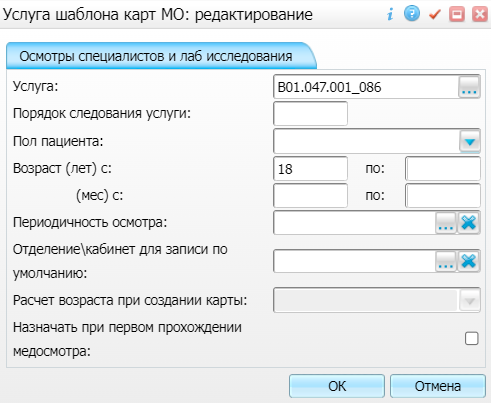 Услуга шаблона карт МО: редактирование
Осмотры специалистов и лаб исследования
Услуга: B01.047.001_086 ...
Порядок следования услуги:
Пол пациента:
Возраст (лет) с: 18 по:
(мес) с: по:
Периодичность осмотра: ...
Отделение\кабинет для записи по ...
умолчанию:
Расчет возраста при создании карты:
Назначать при первом прохождении
медосмотра:
ОК Отмена